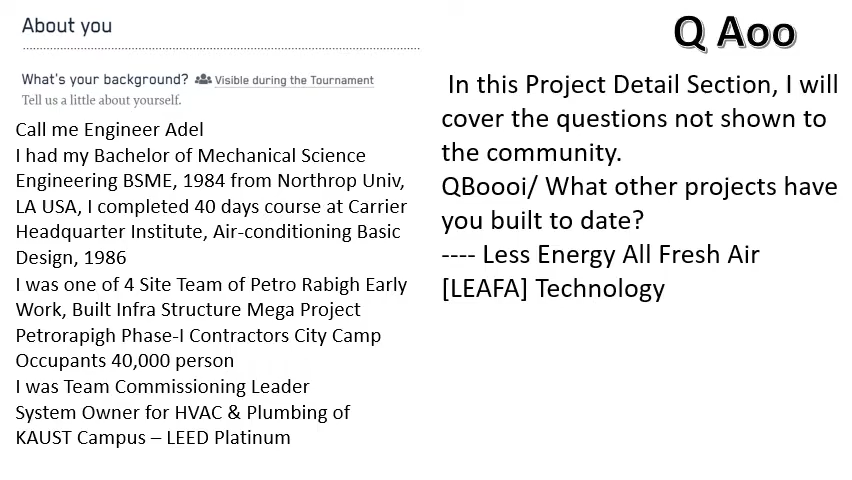 About you
What's your background? Visible during the Tournament
Tell us a little about yourself.
Call me Engineer Adel
I had my Bachelor of Mechanical Science
Engineering BSME, 1984 from Northrop Univ,
LA USA, I completed 40 days course at Carrier
Headquarter Institute, Air-conditioning Basic
Design, 1986
I was one of 4 Site Team of Petro Rabigh Early
Work, Built Infra Structure Mega Project
Petrorapigh Phase-I Contractors City Camp
Occupants 40,000 person
I was Team Commissioning Leader
System Owner for HVAC & Plumbing of
KAUST Campus – LEED Platinum
Q Aoo
In this Project Detail Section, I will
cover the questions not shown to
the community.
QBoooi/ What other projects have
you built to date?
---- Less Energy All Fresh Air
[LEAFA] Technology